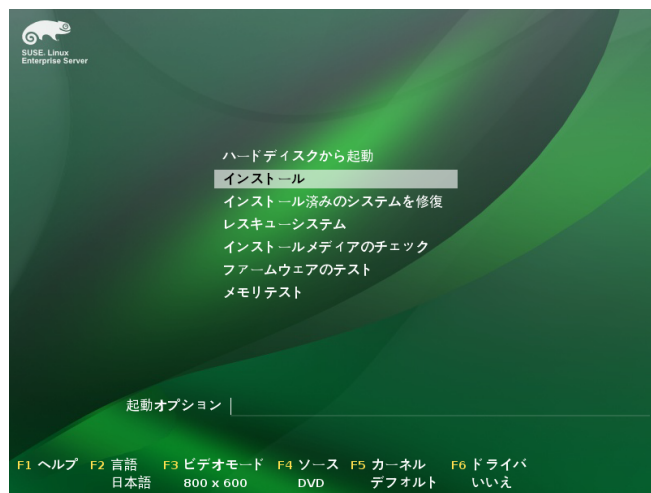 SUSE. Linux
Enterprise Server
ハードディスクから起動
インストール
インストール済みのシステムを修復
レスキューシステム
インストールメディアのチェック
ファームウェアのテスト
メモリテスト
起動オプション
F1 ヘルプ F2 言語 F3 ビデオモード F4 ソース F5 カーネル F6 ドライバ
日本語 800 x 600 DVD デフォルト いいえ